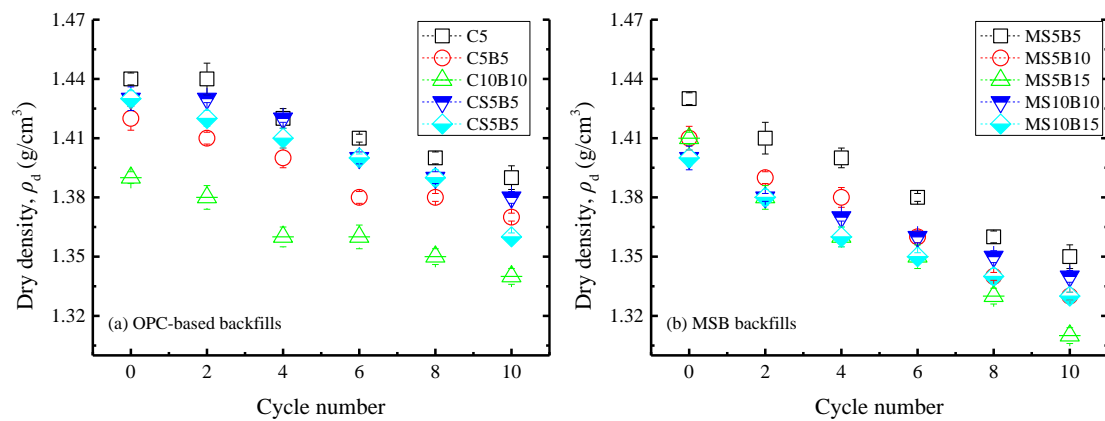 1.47
1.44
1.41
1.38
1.35
1.32
Dry density, ρd (g/cm3)
C5
C5B5
C10B10
CS5B5
CS5B5
(a) OPC-based backfills
0 2 4 6 8 10
Cycle number
1.47
1.44
1.41
1.38
1.35
1.32
Dry density, ρd (g/cm3)
MS5B5
MS5B10
MS5B15
MS10B10
MS10B15
(b) MSB backfills
0 2 4 6 8 10
Cycle number